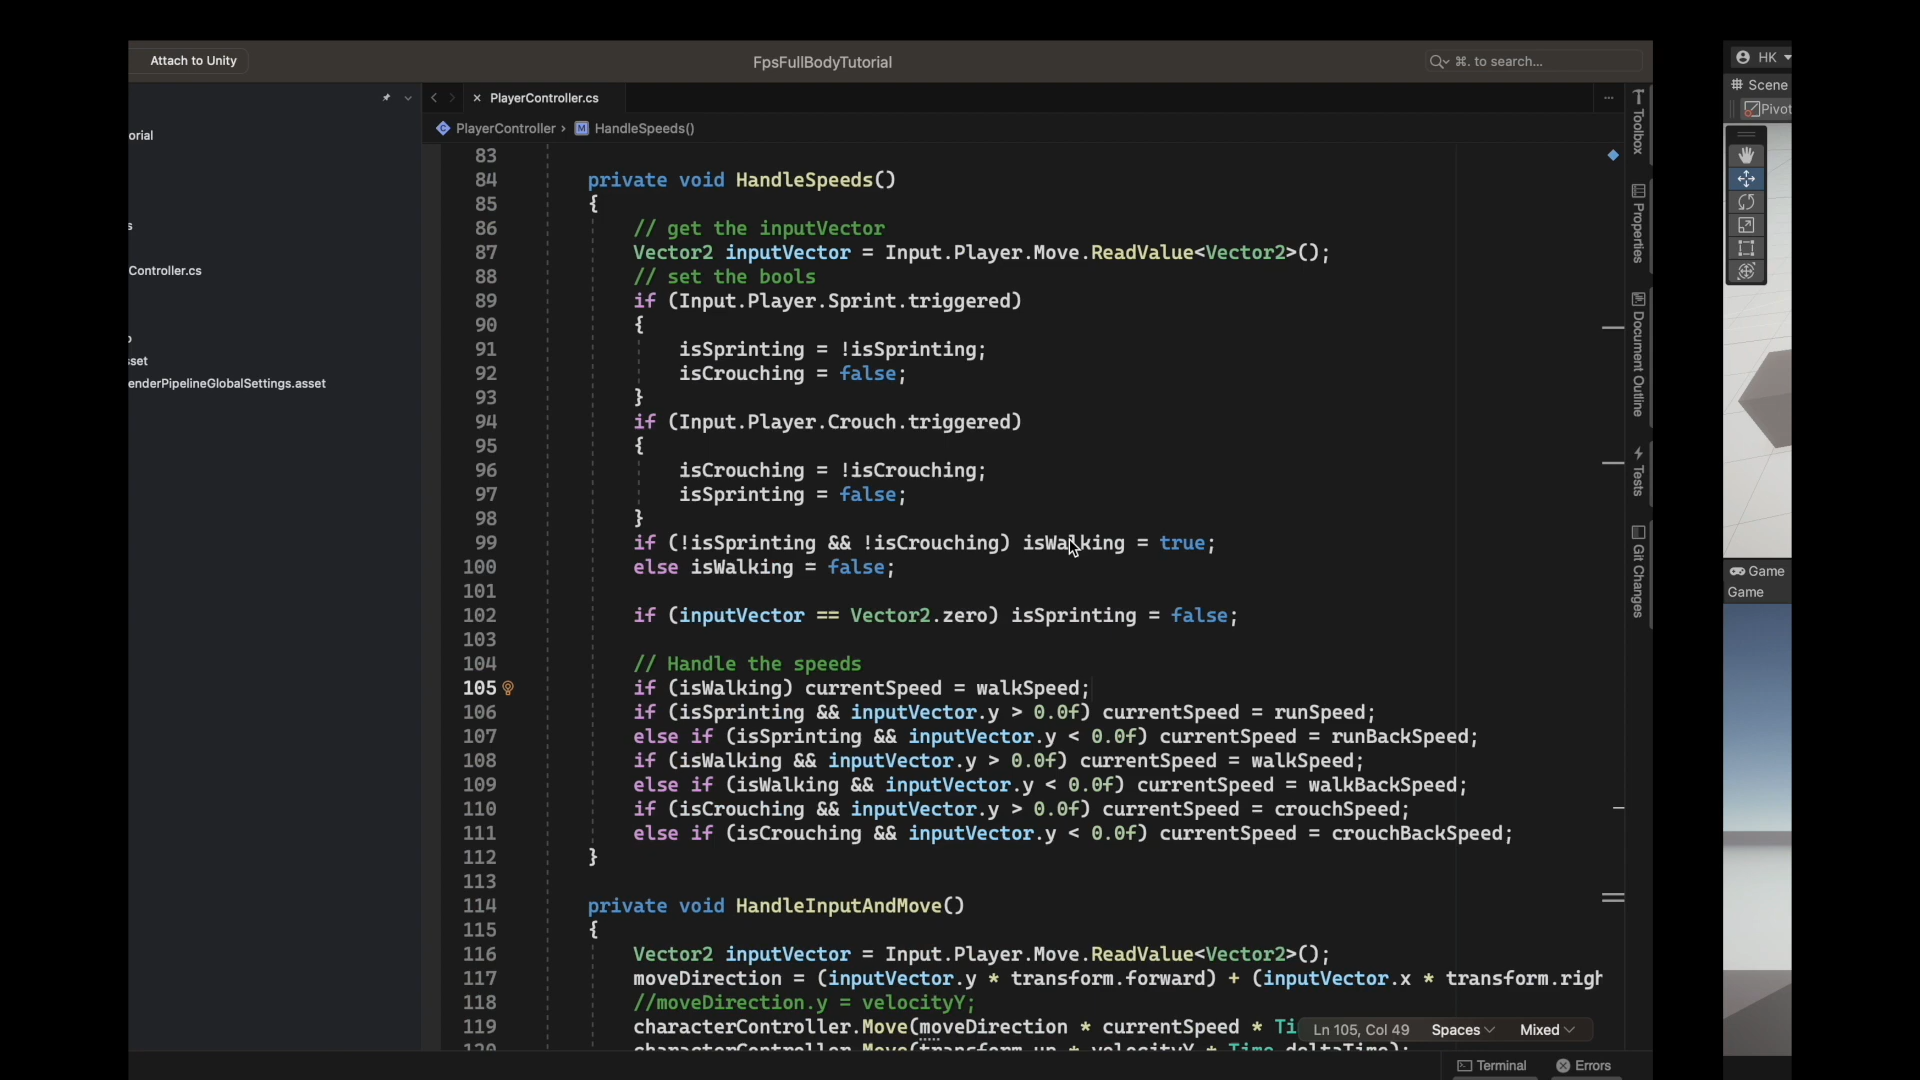 Attach to Unity
FpsFullBodyTutorial
⌘. to search...
orial
s
Controller.cs
sset
enderPipelineGlobalSettings.asset
PlayerController.cs
PlayerController › M HandleSpeeds()
83
84 private void HandleSpeeds()
85 {
86 // get the inputVector
87 Vector2 inputVector = Input.Player.Move.ReadValue<Vector2>();
88 // set the bools
89 if (Input.Player.Sprint.triggered)
90 {
91 isSprinting = !isSprinting;
92 isCrouching = false;
93 }
94 if (Input.Player.Crouch.triggered)
95 {
96 isCrouching = !isCrouching;
97 isSprinting = false;
98 }
99 if (!isSprinting && !isCrouching) isWalking = true;
100 else isWalking = false;
101
102 if (inputVector == Vector2.zero) isSprinting = false;
103
104 // Handle the speeds
105 if (isWalking) currentSpeed = walkSpeed;
106 if (isSprinting && inputVector.y > 0.0f) currentSpeed = runSpeed;
107 else if (isSprinting && inputVector.y < 0.0f) currentSpeed = runBackSpeed;
108 if (isWalking && inputVector.y > 0.0f) currentSpeed = walkSpeed;
109 else if (isWalking && inputVector.y < 0.0f) currentSpeed = walkBackSpeed;
110 if (isCrouching && inputVector.y > 0.0f) currentSpeed = crouchSpeed;
111 else if (isCrouching && inputVector.y < 0.0f) currentSpeed = crouchBackSpeed;
112 }
113
114 private void HandleInputAndMove()
115 {
116 Vector2 inputVector = Input.Player.Move.ReadValue<Vector2>();
117 moveDirection = (inputVector.y * transform.forward) + (inputVector.x * transform.righ
118 //moveDirection.y = velocityY;
119 characterController.Move(moveDirection * currentSpeed * Ti
120 characterController.Move(transform.up * velocityY * Time.deltaTime);
Ln 105, Col 49 Spaces Mixed
Terminal Errors
Toolbox
Properties
Document Outline
Tests
Git Changes
HK
Scene
Pivot
Game
Game